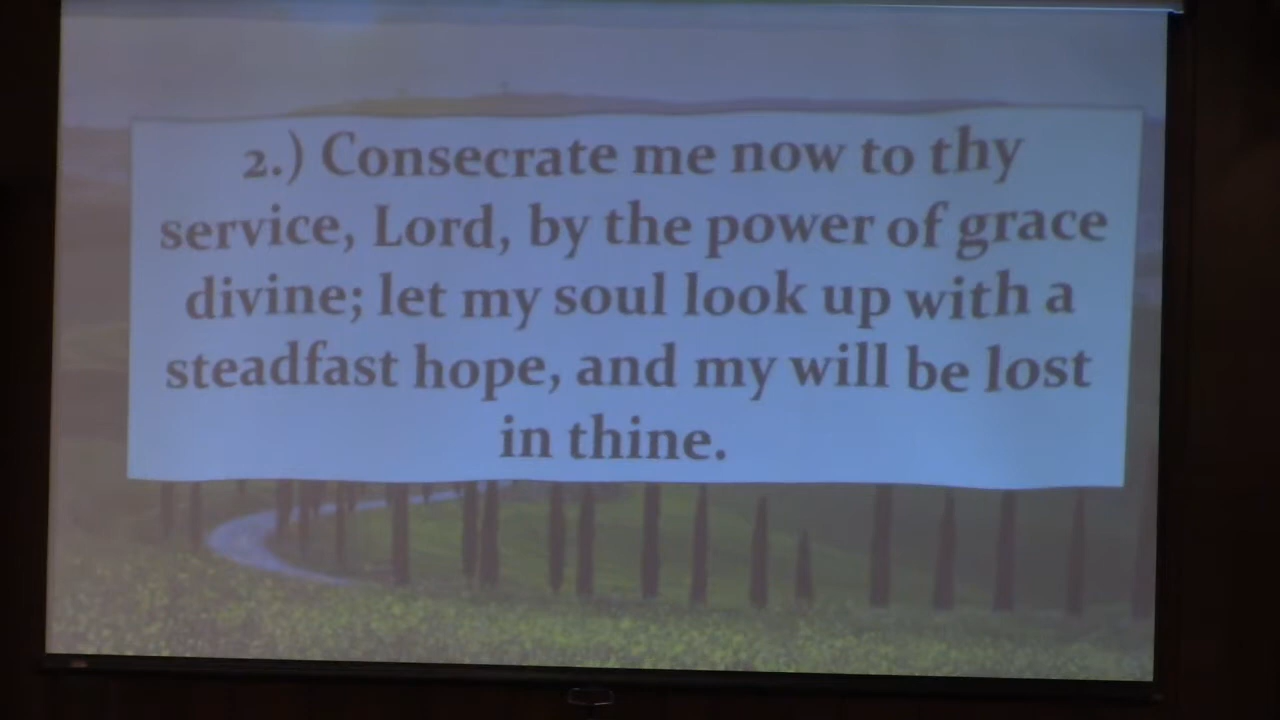 2.) Consecrate me now to thy
service, Lord, by the power of grace
divine; let my soul look up with a
steadfast hope, and my will be lost
in thine.